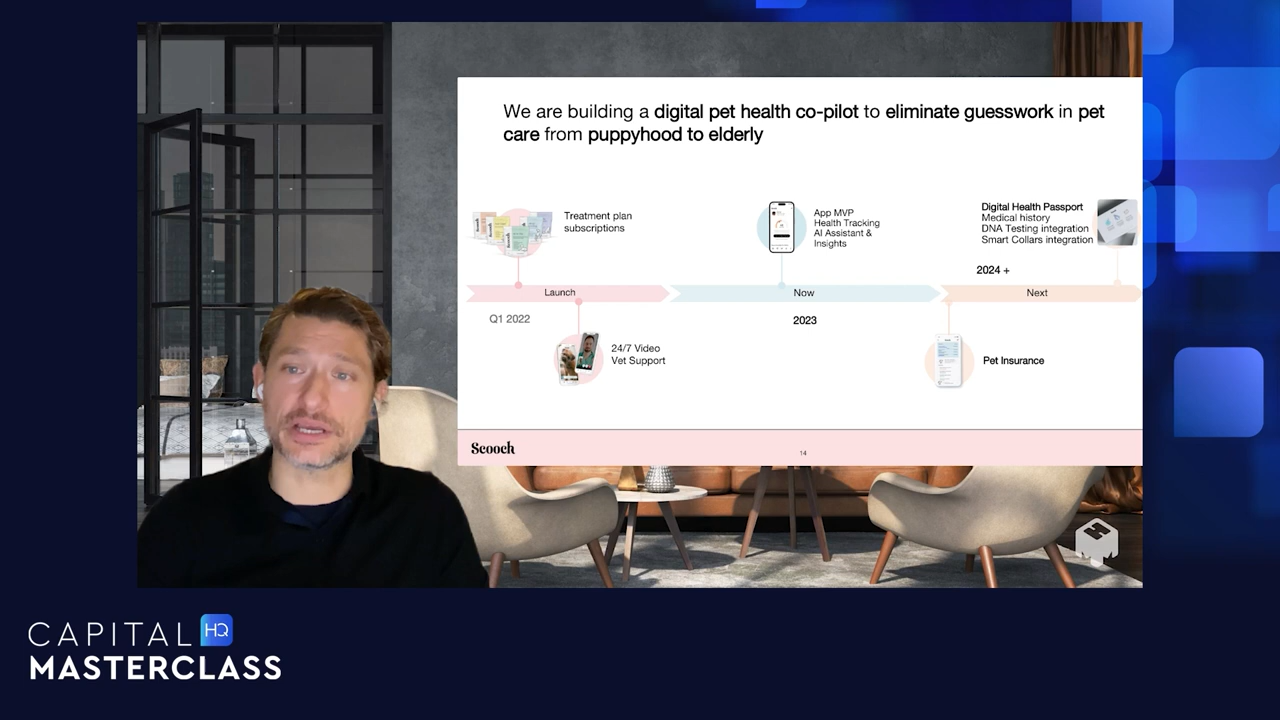 We are building a digital pet health co-pilot to eliminate guesswork in pet
care from puppyhood to elderly
Treatment plan
subscriptions
App MVP
Health Tracking
AI Assistant &
Insights
Digital Health Passport
Medical history
DNA Testing integration
Smart Collars integration
2024 +
Launch
Now
Next
Q1 2022
2023
24/7 Video
Vet Support
Pet Insurance
Scooch
14
CAPITAL HQ
MASTERCLASS